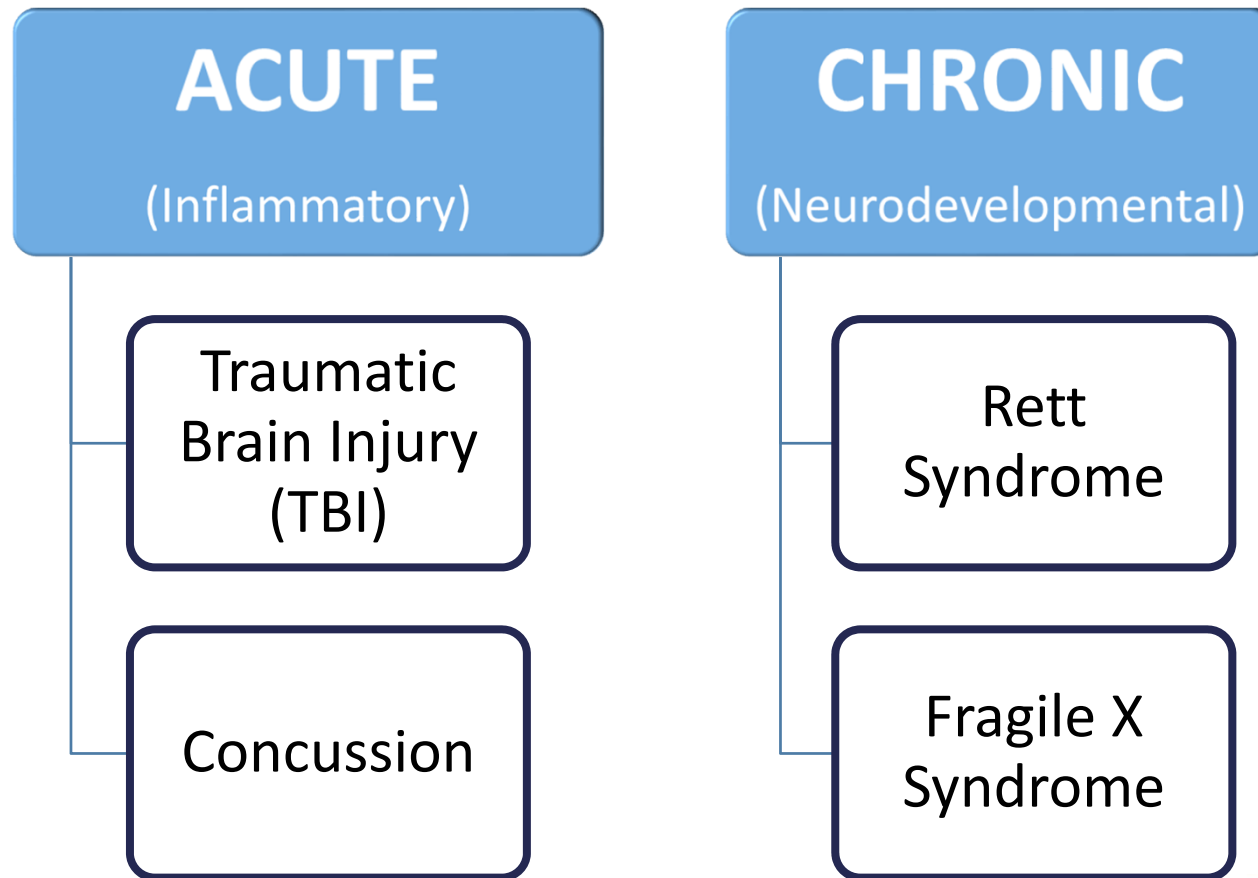 ACUTE
(Inflammatory)
Traumatic
Brain Injury
(TBI)
Concussion
CHRONIC
(Neurodevelopmental)
Rett
Syndrome
Fragile X
Syndrome